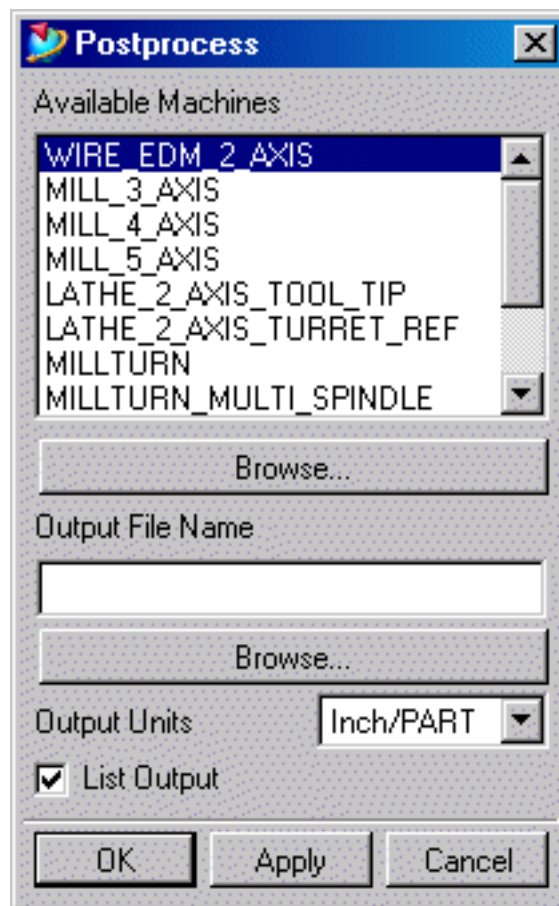 Postprocess
Available Machines
WIRE_EDM_2_AXIS
MILL_3_AXIS
MILL_4_AXIS
MILL_5_AXIS
LATHE_2_AXIS_TOOL_TIP
LATHE_2_AXIS_TURRET_REF
MILLTURN
MILLTURN_MULTI_SPINDLE
Browse...
Output File Name
Browse...
Output Units Inch/PART
List Output
OK Apply Cancel